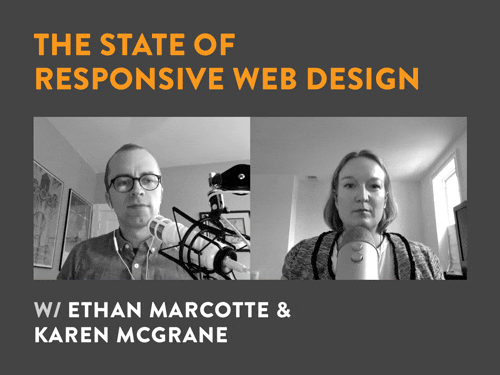 THE STATE OF
RESPONSIVE WEB DESIGN
W/ ETHAN MARCOTTE &
KAREN MCGRANE